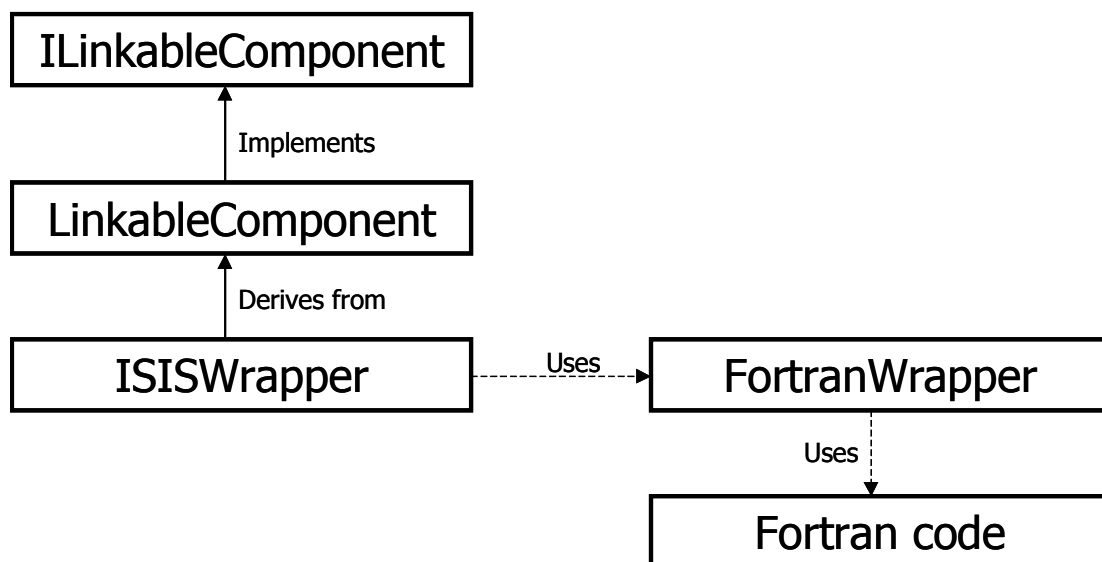 ILinkableComponent
Implements
LinkableComponent
Derives from
ISISWrapper
Uses
FortranWrapper
Uses
Fortran code